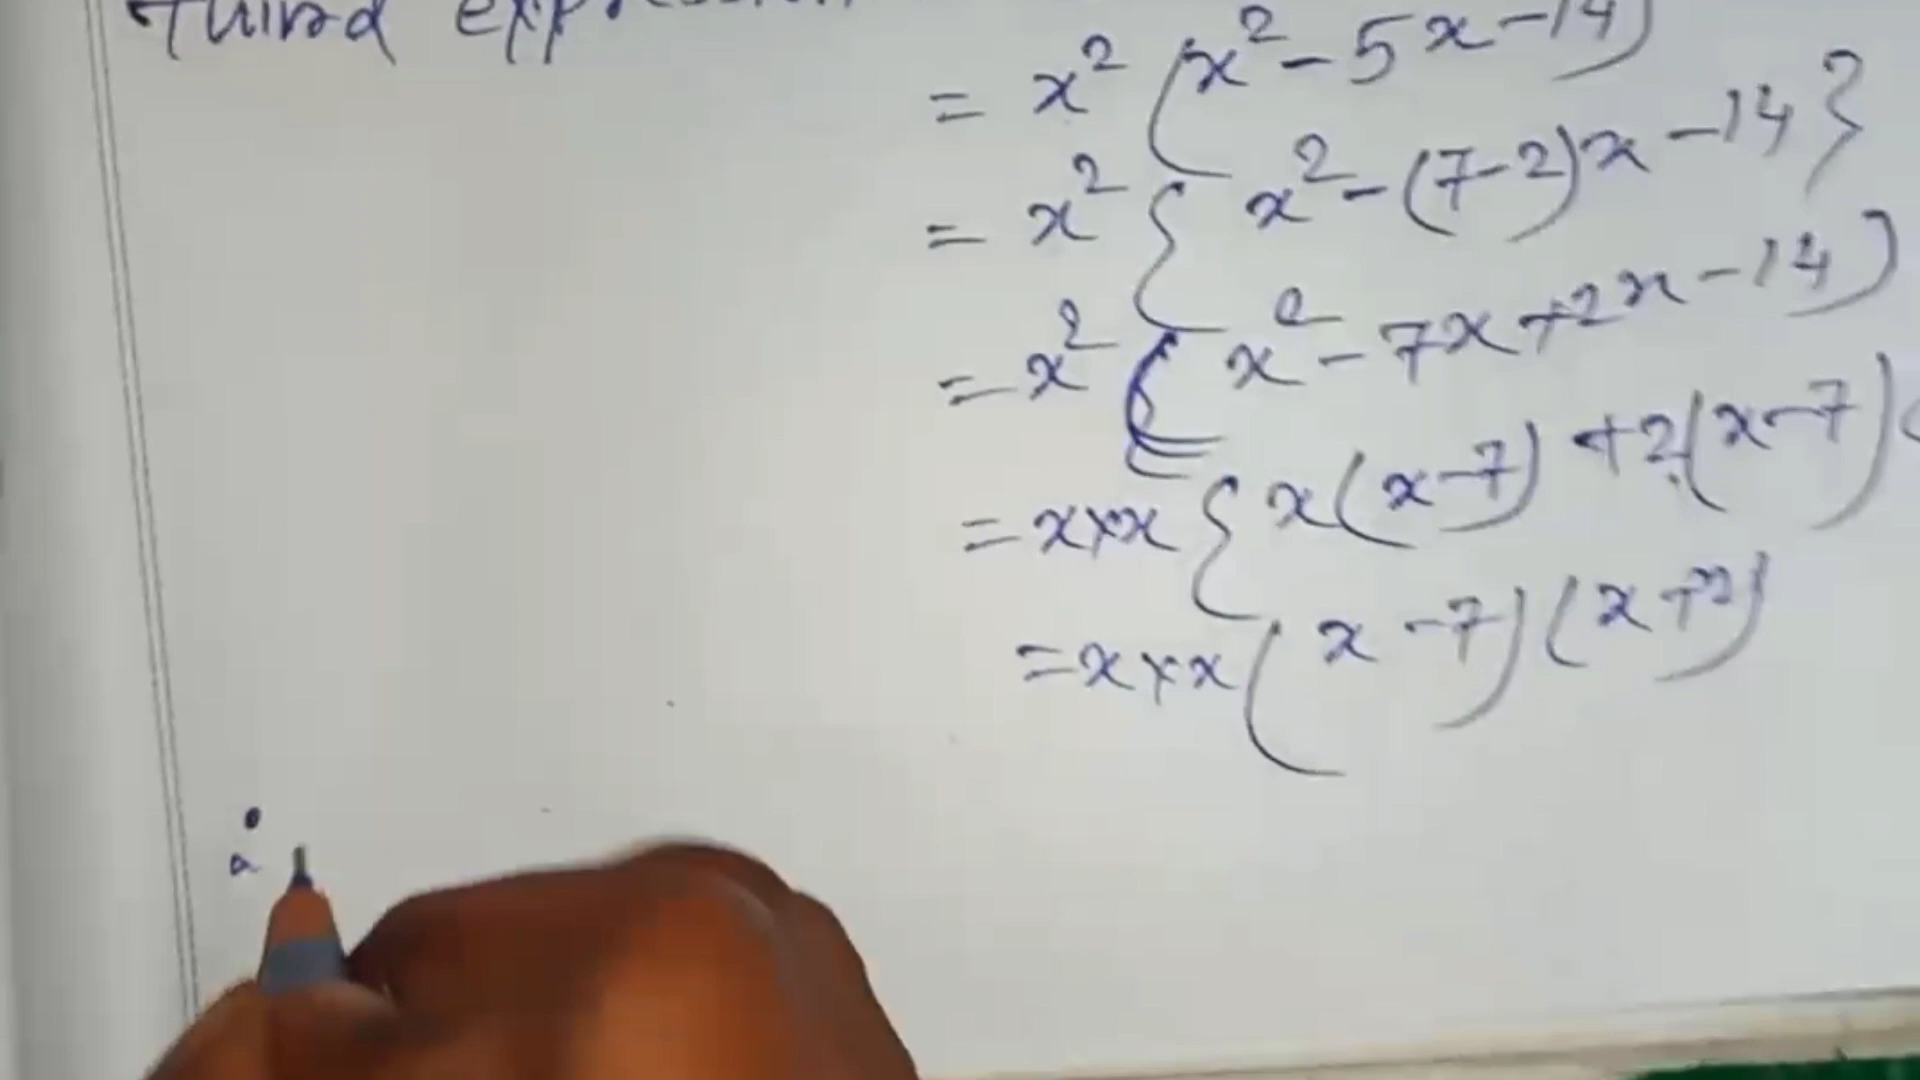 Third expression
= x² (x² - 5x - 14)
= x² { x² - (7-2)x - 14 }
= x² ( x² - 7x + 2x - 14 )
= x × x { x(x-7) + 2(x-7)
= x × x ( x - 7) (x+2)
∴